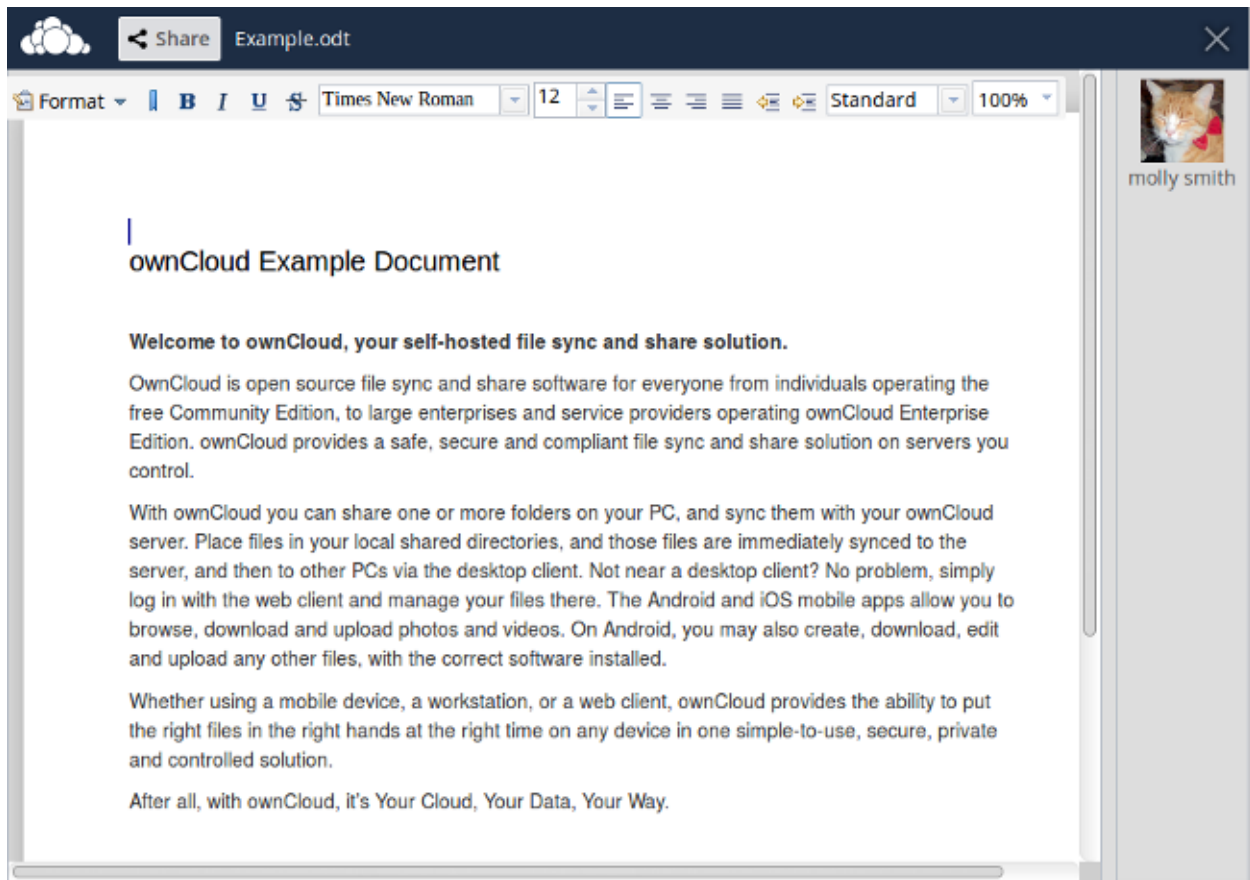 Share Example.odt
Format B I U S Times New Roman 12 Standard 100%
molly smith
ownCloud Example Document
Welcome to ownCloud, your self-hosted file sync and share solution.
OwnCloud is open source file sync and share software for everyone from individuals operating the
free Community Edition, to large enterprises and service providers operating ownCloud Enterprise
Edition. ownCloud provides a safe, secure and compliant file sync and share solution on servers you
control.
With ownCloud you can share one or more folders on your PC, and sync them with your ownCloud
server. Place files in your local shared directories, and those files are immediately synced to the
server, and then to other PCs via the desktop client. Not near a desktop client? No problem, simply
log in with the web client and manage your files there. The Android and iOS mobile apps allow you to
browse, download and upload photos and videos. On Android, you may also create, download, edit
and upload any other files, with the correct software installed.
Whether using a mobile device, a workstation, or a web client, ownCloud provides the ability to put
the right files in the right hands at the right time on any device in one simple-to-use, secure, private
and controlled solution.
After all, with ownCloud, it's Your Cloud, Your Data, Your Way.